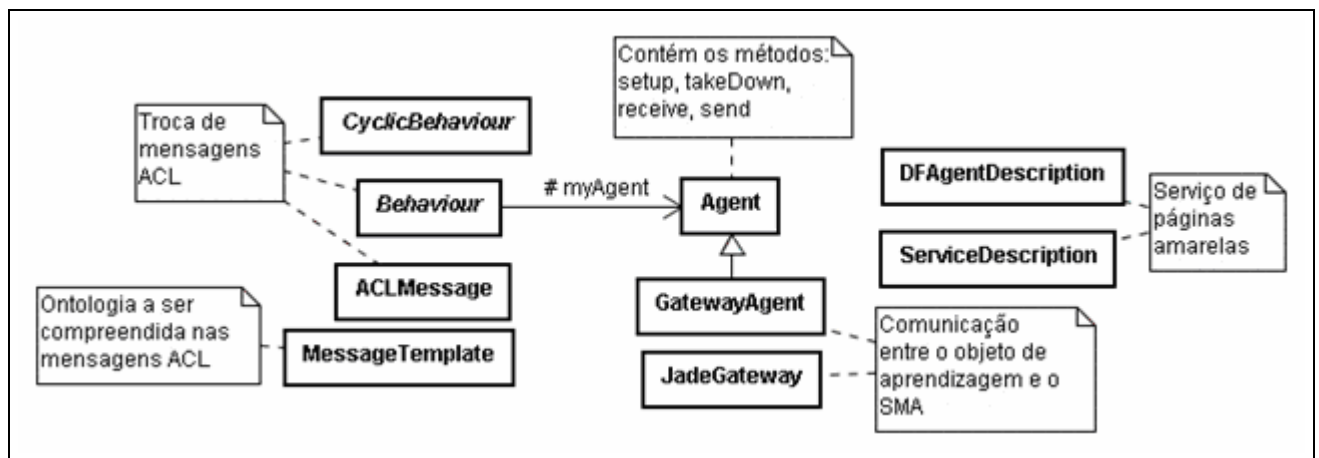 Contém os métodos:
setup, takeDown,
receive, send
Troca de
mensagens
ACL
CyclicBehaviour
Behaviour
# myAgent
Agent
DFAgentDescription
Serviço de
páginas
amarelas
ServiceDescription
ACLMessage
GatewayAgent
Ontologia a ser
compreendida nas
mensagens ACL
MessageTemplate
JadeGateway
Comunicação
entre o objeto de
aprendizagem e o
SMA